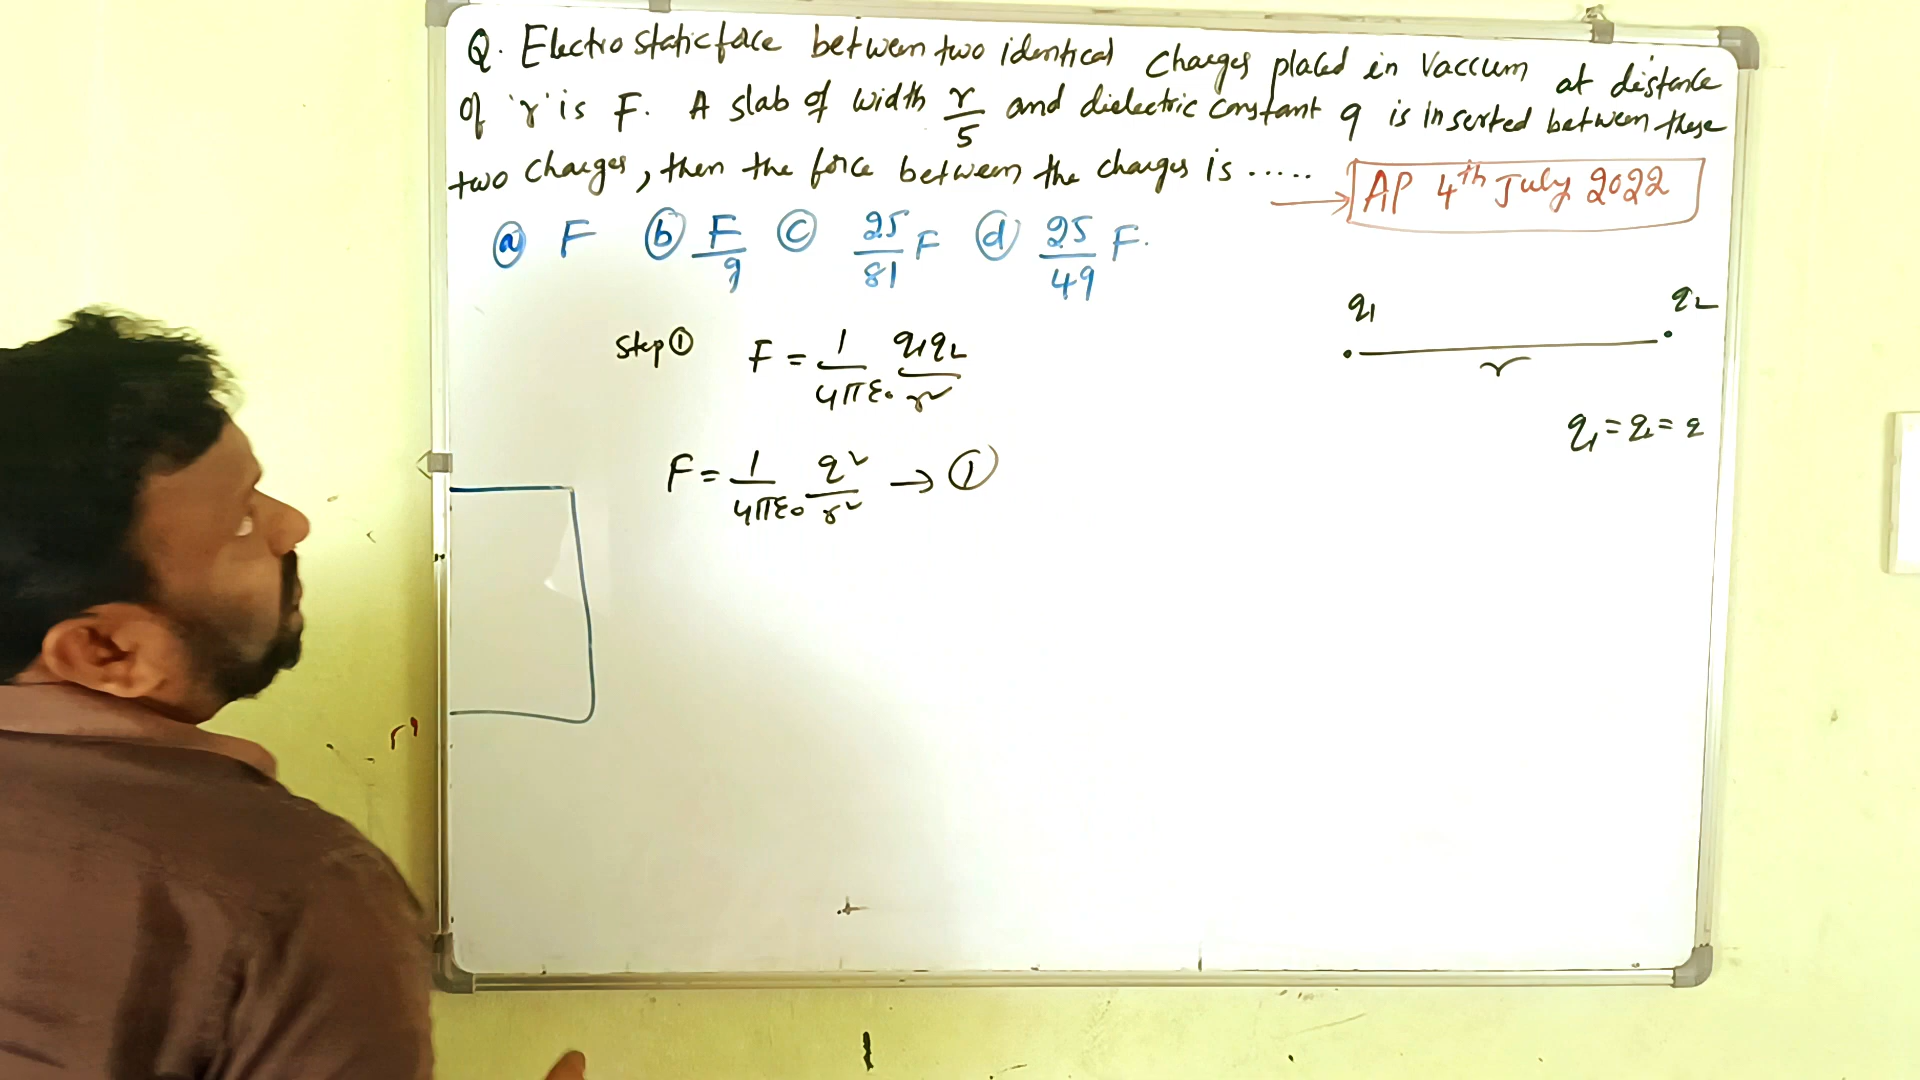 Q. Electro static force between two identical charges placed in Vaccum at distance
of 'r' is F. A slab of width r/5 and dielectric constant 9 is inserted between these
two charges, then the force between the charges is .....
→ AP 4th July 2022
ⓐ F ⓑ F/9 ⓒ 25/81 F ⓓ 25/49 F.
q1 q2
r
Step ① F = 1/4πε0 q1q2/r²
q1 = q2 = q
F = 1/4πε0 q²/r² → ①